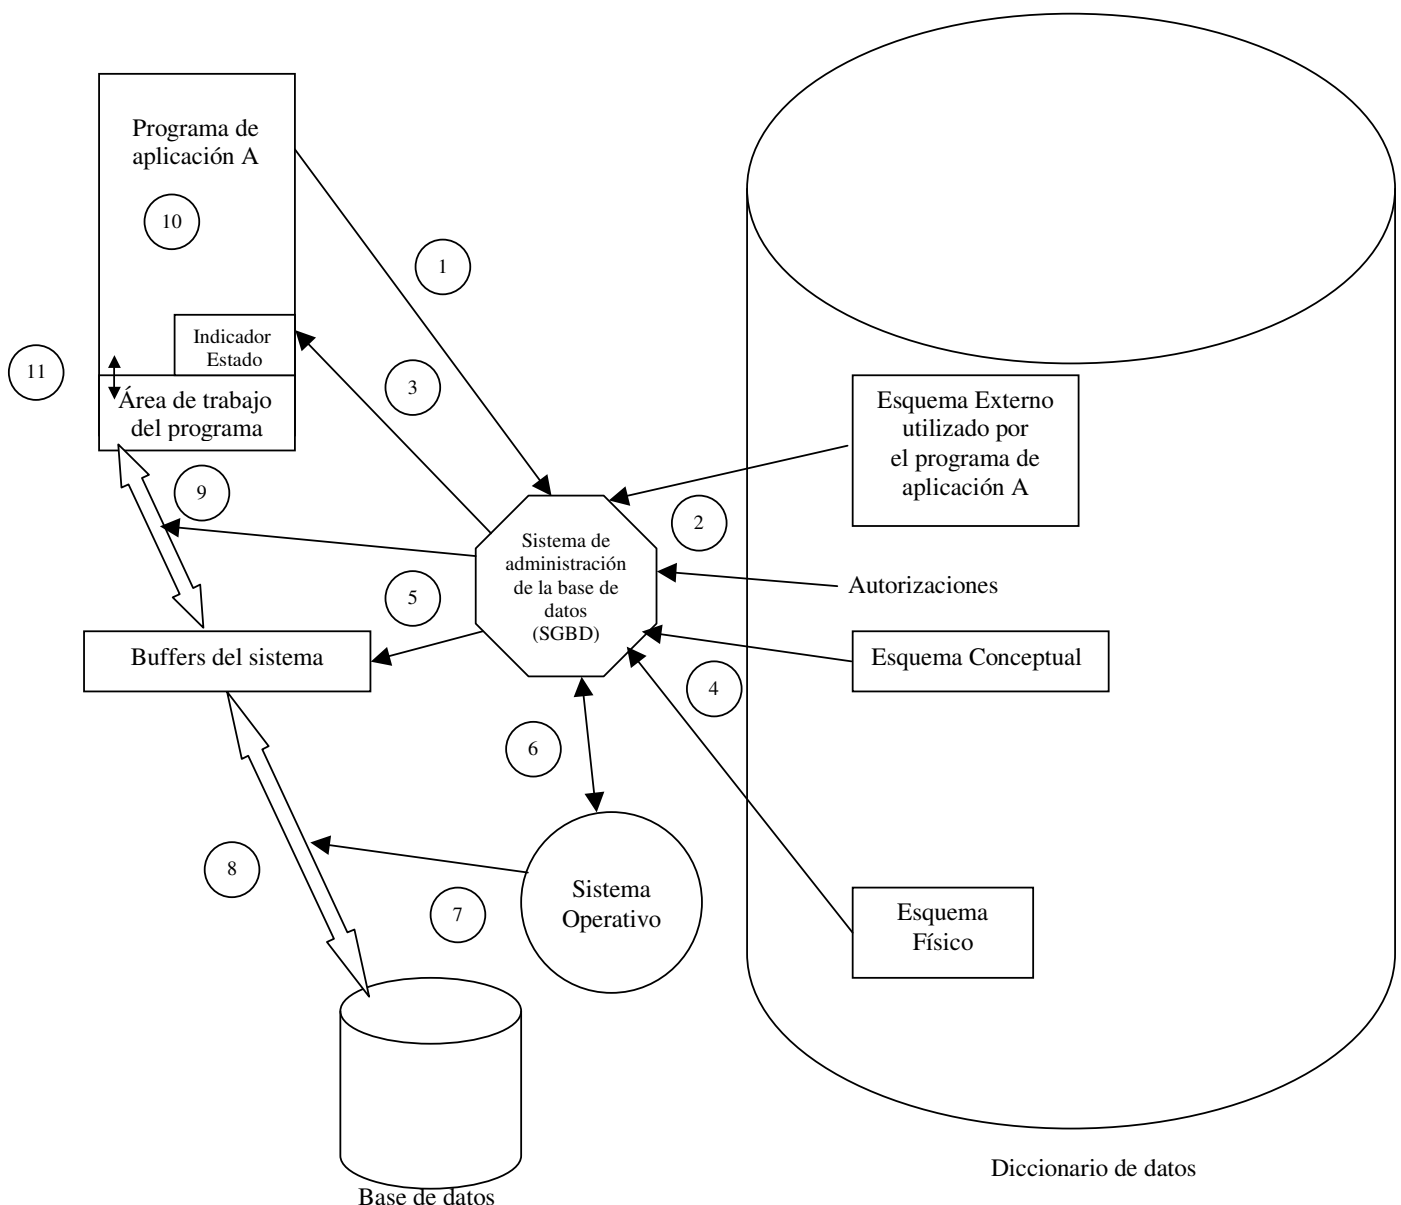 Programa de
aplicación A
10
1
Indicador
Estado
11
3
Área de trabajo
del programa
Esquema Externo
utilizado por
el programa de
aplicación A
9
2
Sistema de
administración
de la base de
datos
(SGBD)
Autorizaciones
5
Buffers del sistema
Esquema Conceptual
4
6
8
7
Sistema
Operativo
Esquema
Físico
Diccionario de datos
Base de datos